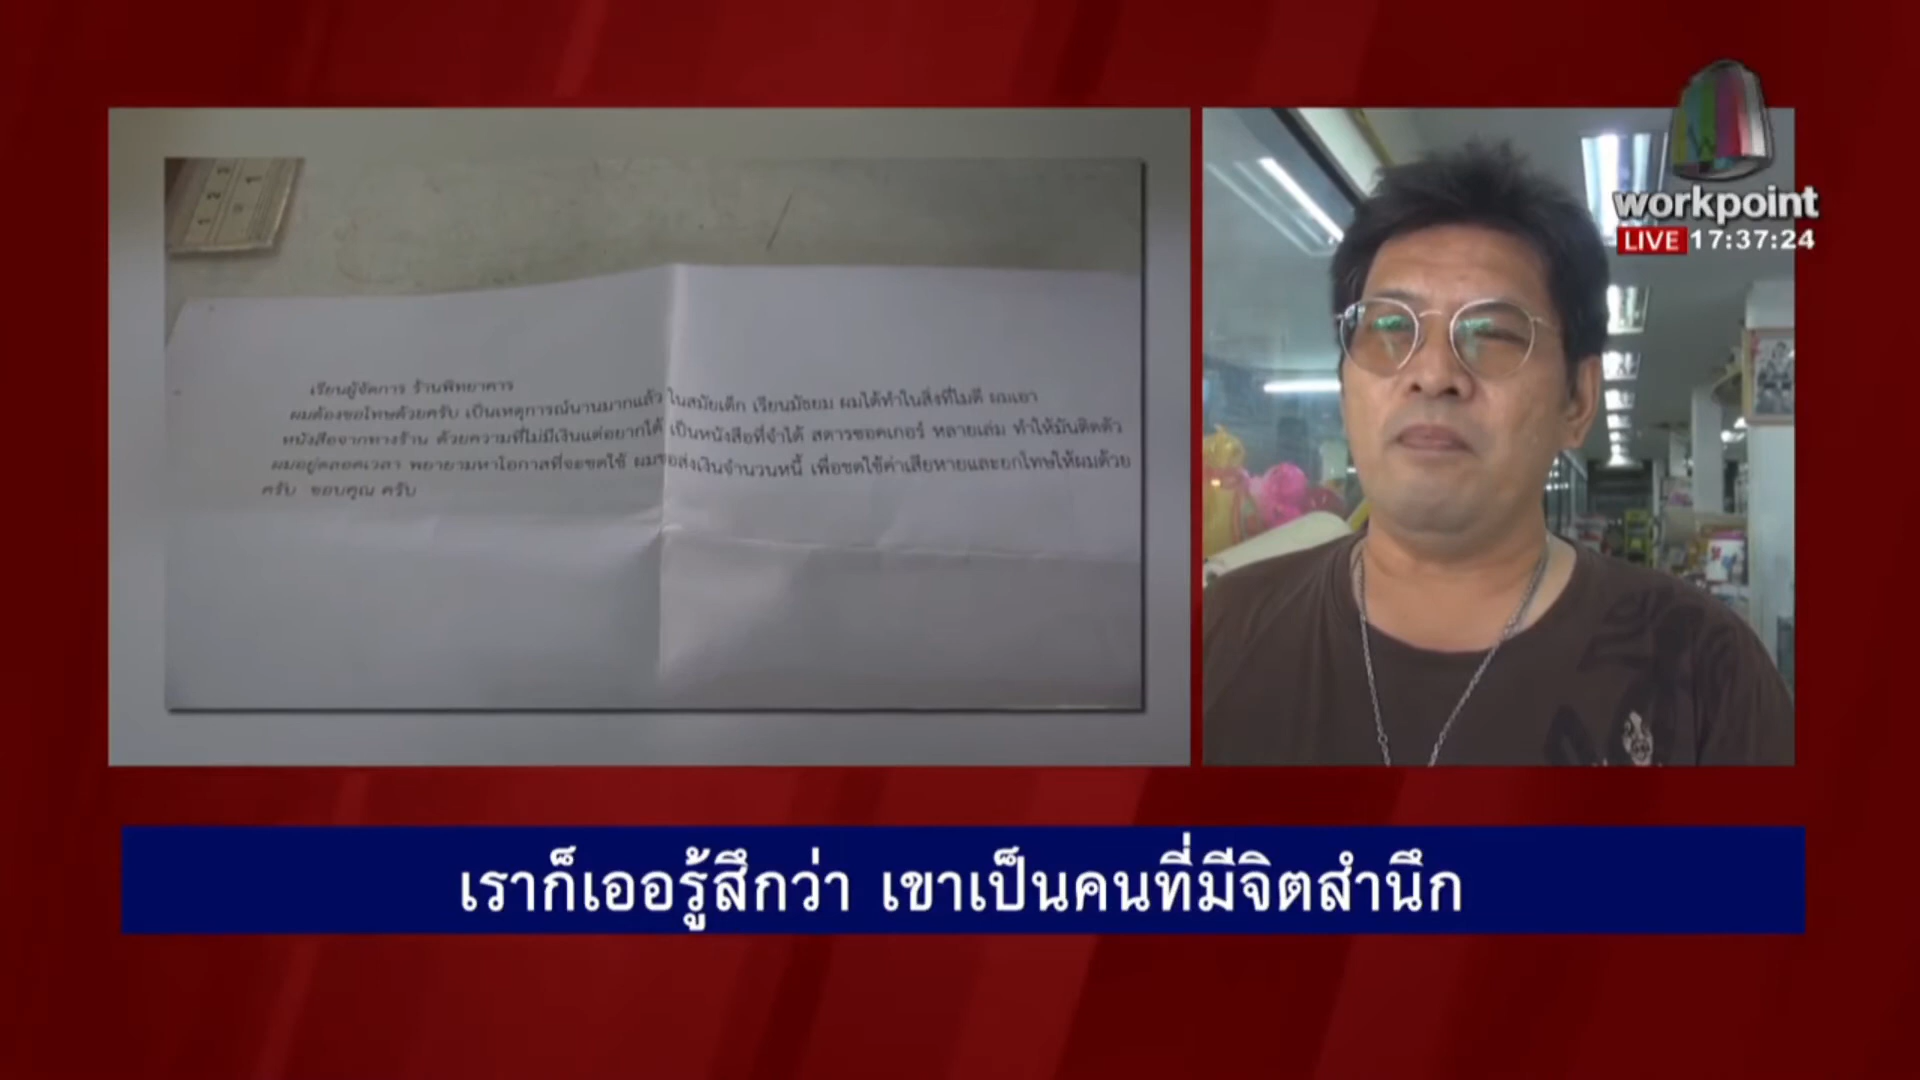 workpoint
LIVE 17:37:24
เรียนผู้จัดการ ร้านพิทยาคาร
ผมต้องขอโทษด้วยครับ เป็นเหตุการณ์นานมากแล้ว ในสมัยเด็ก เรียนมัธยม ผมได้ทำในสิ่งที่ไม่ดี ผมเอา
หนังสือจากทางร้าน ด้วยความที่ไม่มีเงินแต่อยากได้ เป็นหนังสือที่จำได้ สตารซอคเกอร์ หลายเล่ม ทำให้มันติดตัว
ผมอยู่ตลอดเวลา พยายามหาโอกาสที่จะชดใช้ ผมขอส่งเงินจำนวนหนี้ เพื่อชดใช้ค่าเสียหายและยกโทษให้ผมด้วย
ครับ ขอบคูณ ครับ
เราก็เออรู้สึกว่า เขาเป็นคนที่มีจิตสำนึก